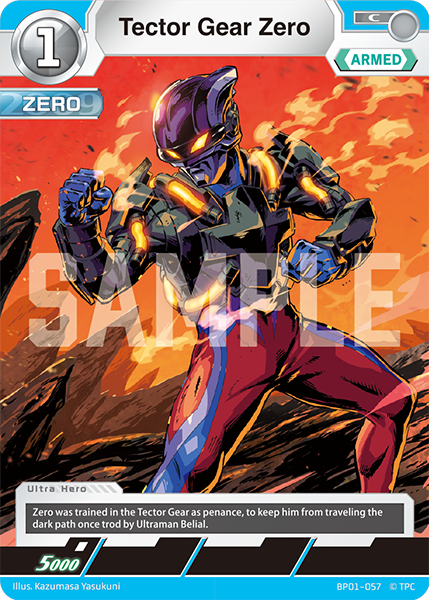 1
Tector Gear Zero
C
ARMED
ZERO
SAMPLE
Ultra Hero
Zero was trained in the Tector Gear as penance, to keep him from traveling the
dark path once trod by Ultraman Belial.
5000
Illus. Kazumasa Yasukuni
BP01-057 © TPC